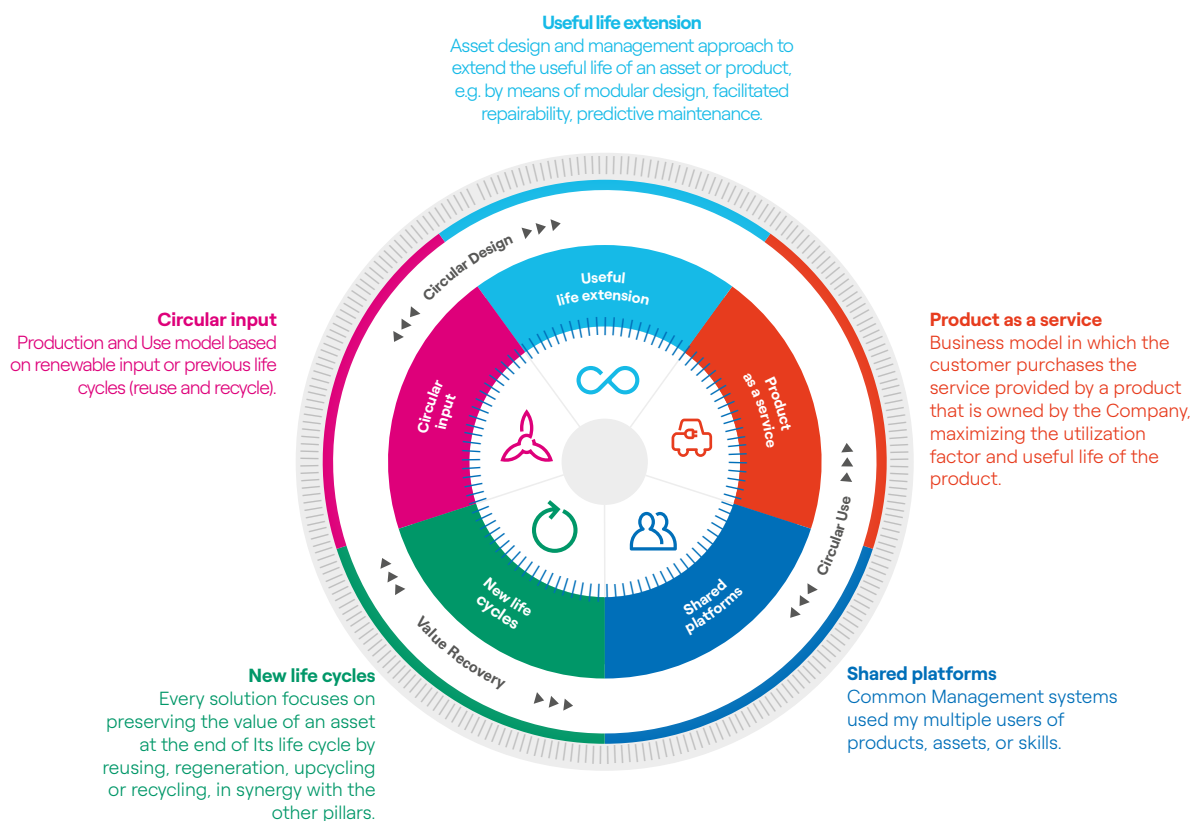 Useful life extension
Asset design and management approach to
extend the useful life of an asset or product,
e.g. by means of modular design, facilitated
repairability, predictive maintenance.
Circular Design
Useful
life extension
Circular input
Production and Use model based
on renewable input or previous life
cycles (reuse and recycle).
Circular
input
Product
as a service
Product as a service
Business model in which the
customer purchases the
service provided by a product
that is owned by the Company,
maximizing the utilization
factor and useful life of the
product.
Circular Use
New life
cycles
Shared
platforms
Value Recovery
New life cycles
Every solution focuses on
preserving the value of an asset
at the end of Its life cycle by
reusing, regeneration, upcycling
or recycling, in synergy with the
other pillars.
Shared platforms
Common Management systems
used my multiple users of
products, assets, or skills.